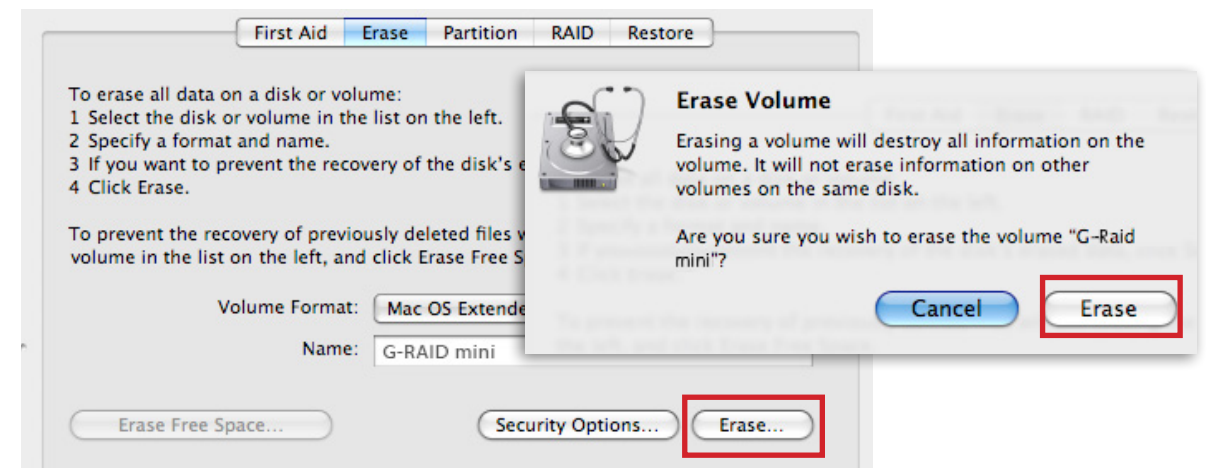 First Aid Erase Partition RAID Restore
To erase all data on a disk or volume:
1 Select the disk or volume in the list on the left.
2 Specify a format and name.
3 If you want to prevent the recovery of the disk's
4 Click Erase.
To prevent the recovery of previously deleted files
volume in the list on the left, and click Erase Free S
Volume Format: Mac OS Extende
Name: G-RAID mini
Erase Free Space... Security Options... Erase...
Erase Volume
Erasing a volume will destroy all information on the
volume. It will not erase information on other
volumes on the same disk.
Are you sure you wish to erase the volume “G-Raid
mini”?
Cancel Erase